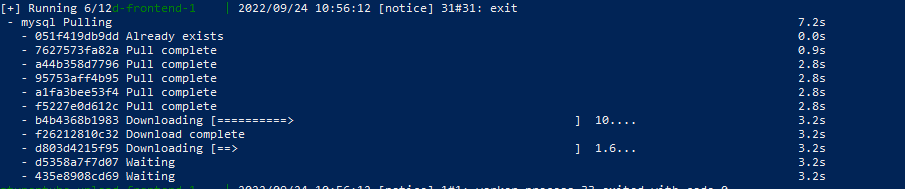 [+] Running 6/12d-frontend-1 | 2022/09/24 10:56:12 [notice] 31#31: exit
- mysql Pulling 7.2s
- 051f419db9dd Already exists 0.0s
- 7627573fa82a Pull complete 0.9s
- a44b358d7796 Pull complete 2.8s
- 95753aff4b95 Pull complete 2.8s
- a1fa3bee53f4 Pull complete 2.8s
- f5227e0d612c Pull complete 2.8s
- b4b4368b1983 Downloading [==========> ] 10.... 3.2s
- f26212810c32 Download complete 3.2s
- d803d4215f95 Downloading [==> ] 1.6... 3.2s
- d5358a7f7d07 Waiting 3.2s
- 435e8908cd69 Waiting 3.2s
2022/09/24 10:56:12 [notice] 1#1: worker process 33 exited with code 0